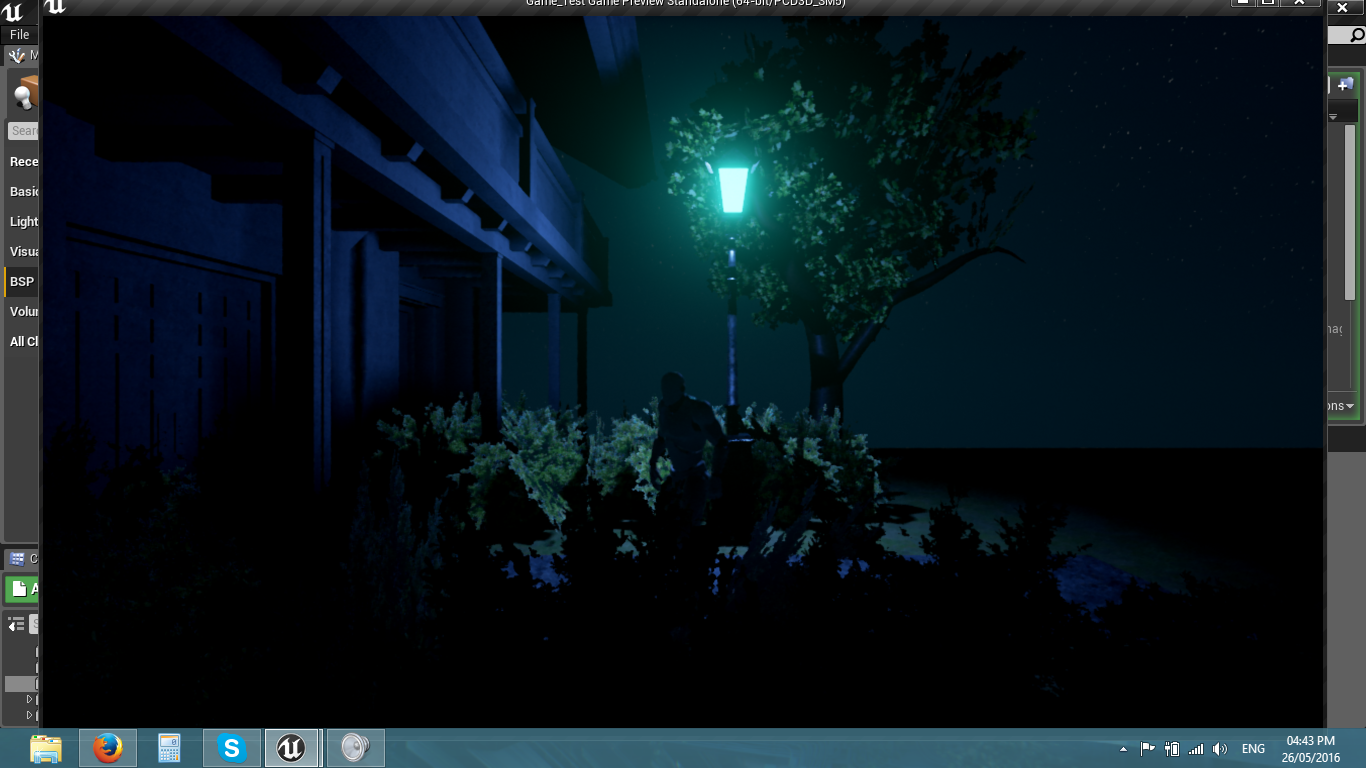 Game_Test Game Preview Standalone (64-bit/PCD3D_SM5)
File
M
Sear
Rece
Basic
Light
Visua
BSP
Volur
All Cl
nag
ons
C
A
S
ENG
04:43 PM
26/05/2016